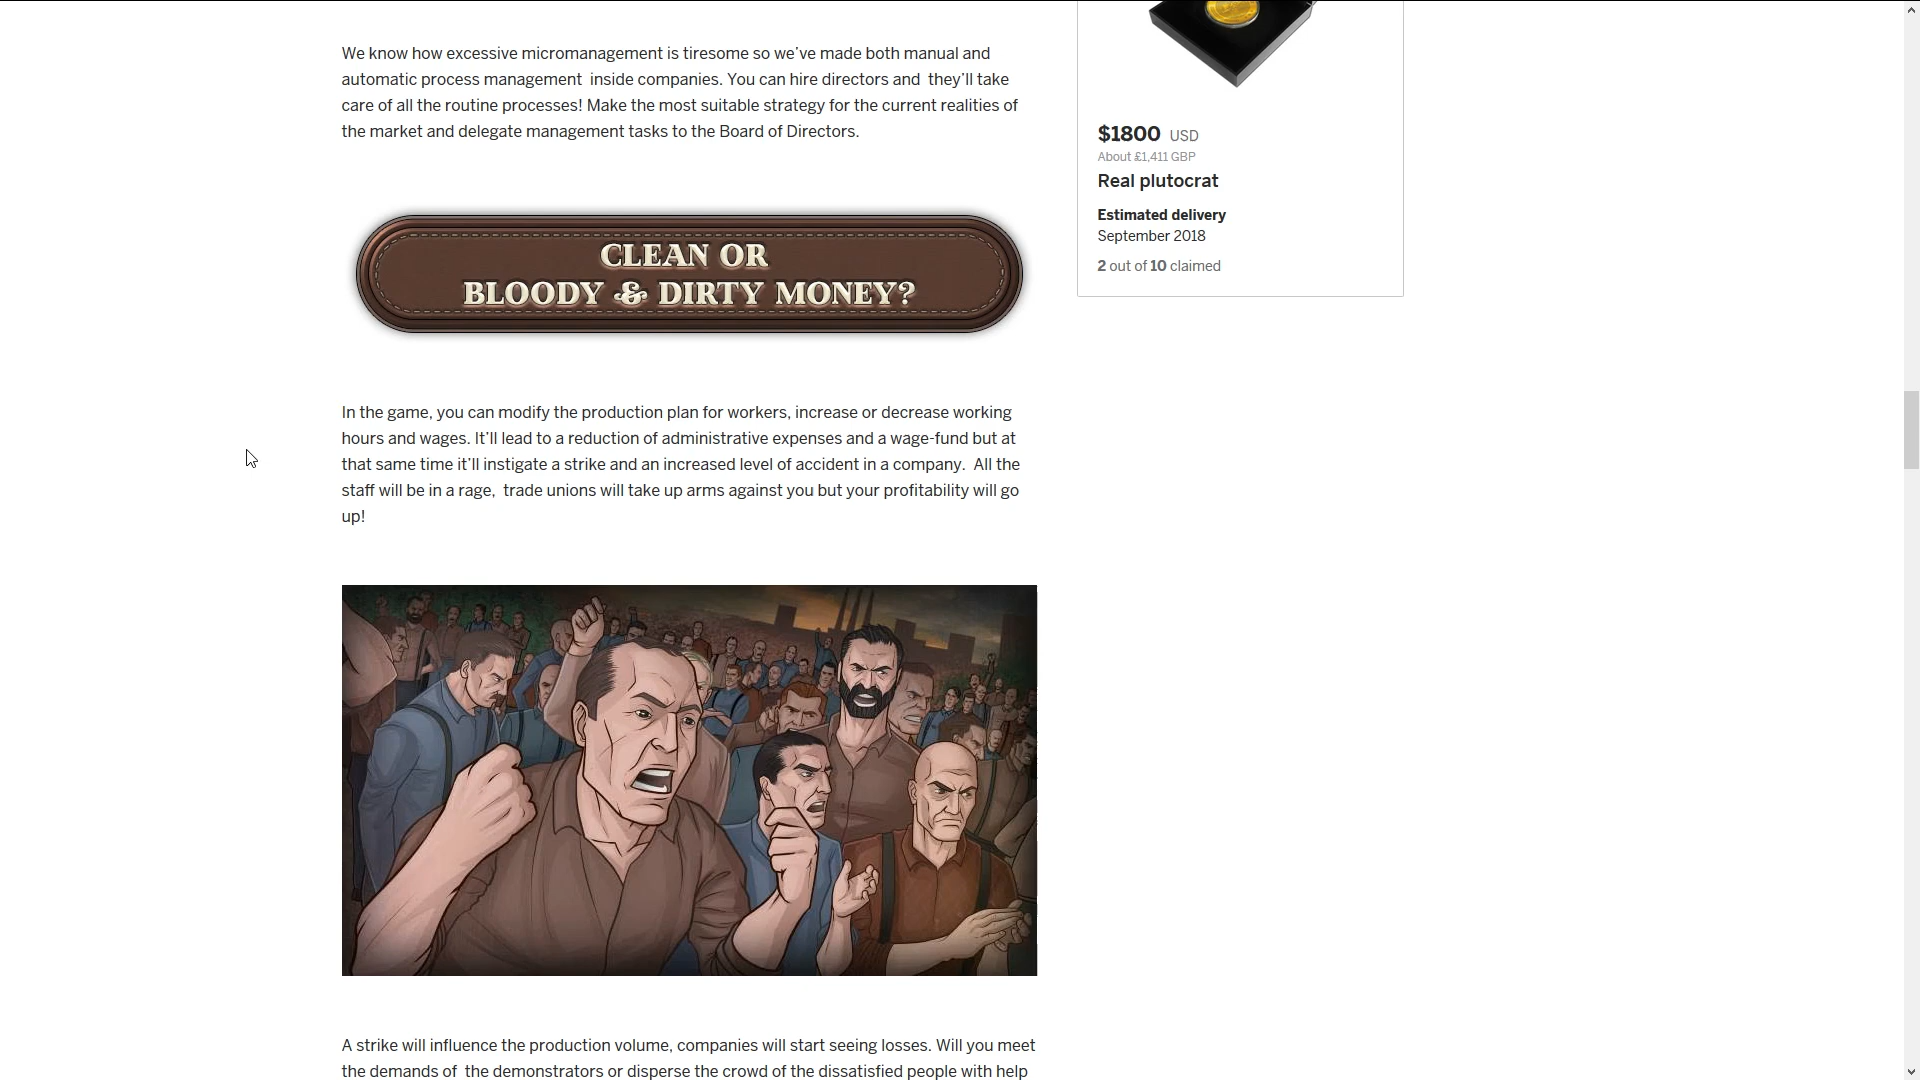 We know how excessive micromanagement is tiresome so we've made both manual and
automatic process management  inside companies. You can hire directors and  they'll take
care of all the routine processes! Make the most suitable strategy for the current realities of
the market and delegate management tasks to the Board of Directors.
CLEAN OR
BLOODY & DIRTY MONEY?
In the game, you can modify the production plan for workers, increase or decrease working
hours and wages. It'll lead to a reduction of administrative expenses and a wage-fund but at
that same time it'll instigate a strike and an increased level of accident in a company.  All the
staff will be in a rage,  trade unions will take up arms against you but your profitability will go
up!
A strike will influence the production volume, companies will start seeing losses. Will you meet
the demands of  the demonstrators or disperse the crowd of the dissatisfied people with help
$1800 USD
About £1,411 GBP
Real plutocrat
Estimated delivery
September 2018
2 out of 10 claimed